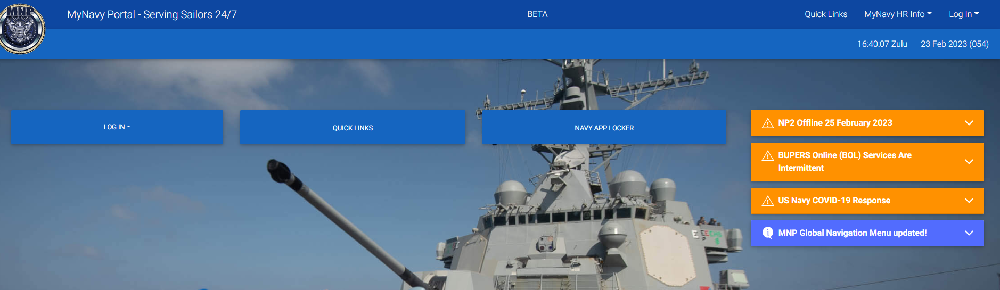 MNP
MyNavy Portal - Serving Sailors 24/7
BETA
Quick Links
MyNavy HR Info
Log In
16:40:07 Zulu
23 Feb 2023 (054)
LOG IN
QUICK LINKS
NAVY APP LOCKER
NP2 Offline 25 February 2023
BUPERS Online (BOL) Services Are
Intermittent
US Navy COVID-19 Response
MNP Global Navigation Menu updated!